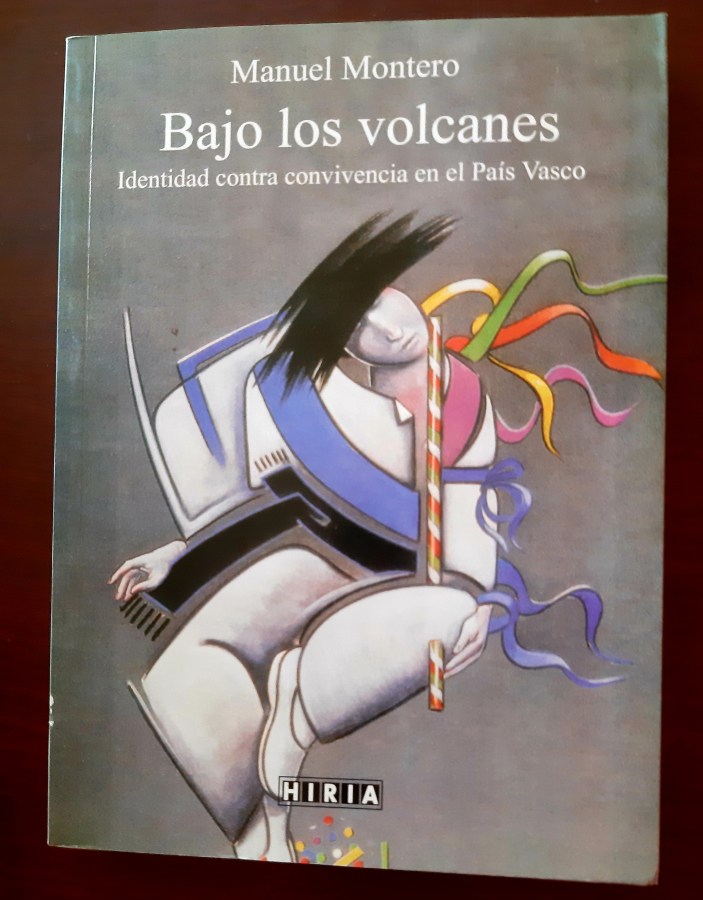 Manuel Montero
Bajo los volcanes
Identidad contra convivencia en el País Vasco
HIRIA